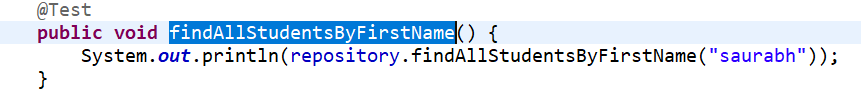 @Test
public void findAllStudentsByFirstName() {
System.out.println(repository.findAllStudentsByFirstName("saurabh"));
}